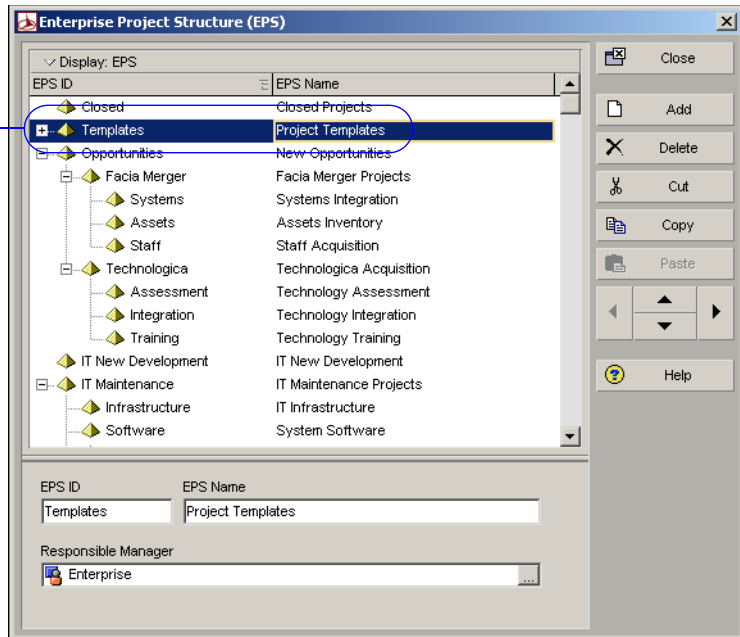 Enterprise Project Structure (EPS)
Display: EPS
EPS ID EPS Name
Closed Closed Projects
Templates Project Templates
Opportunities New Opportunities
Facia Merger Facia Merger Projects
Systems Systems Integration
Assets Assets Inventory
Staff Staff Acquisition
Technologica Technologica Acquisition
Assessment Technology Assessment
Integration Technology Integration
Training Technology Training
IT New Development IT New Development
IT Maintenance IT Maintenance Projects
Infrastructure IT Infrastructure
Software System Software
EPS ID EPS Name
Templates Project Templates
Responsible Manager
Enterprise ...
Close
Add
Delete
Cut
Copy
Paste
Help